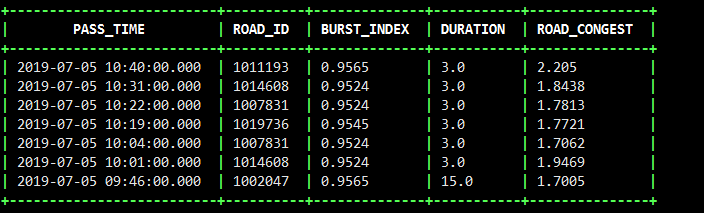 PASS_TIME | ROAD_ID | BURST_INDEX | DURATION | ROAD_CONGEST
2019-07-05 10:40:00.000 | 1011193 | 0.9565 | 3.0 | 2.205
2019-07-05 10:31:00.000 | 1014608 | 0.9524 | 3.0 | 1.8438
2019-07-05 10:22:00.000 | 1007831 | 0.9524 | 3.0 | 1.7813
2019-07-05 10:19:00.000 | 1019736 | 0.9545 | 3.0 | 1.7721
2019-07-05 10:04:00.000 | 1007831 | 0.9524 | 3.0 | 1.7062
2019-07-05 10:01:00.000 | 1014608 | 0.9524 | 3.0 | 1.9469
2019-07-05 09:46:00.000 | 1002047 | 0.9565 | 15.0 | 1.7005